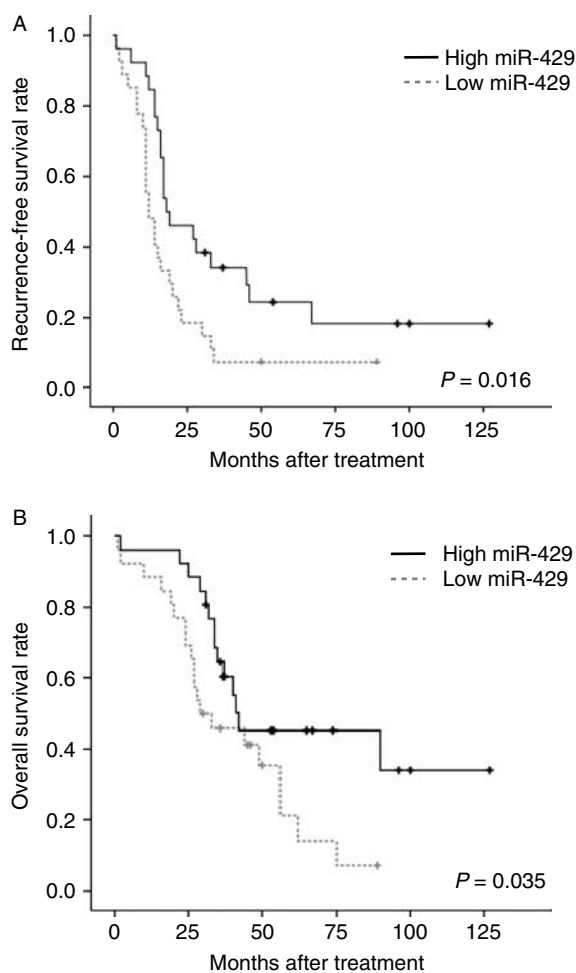 A
1.0
0.8
0.6
0.4
0.2
0.0
Recurrence-free survival rate
High miR-429
Low miR-429
P = 0.016
0 25 50 75 100 125
Months after treatment
B
1.0
0.8
0.6
0.4
0.2
0.0
Overall survival rate
High miR-429
Low miR-429
P = 0.035
0 25 50 75 100 125
Months after treatment